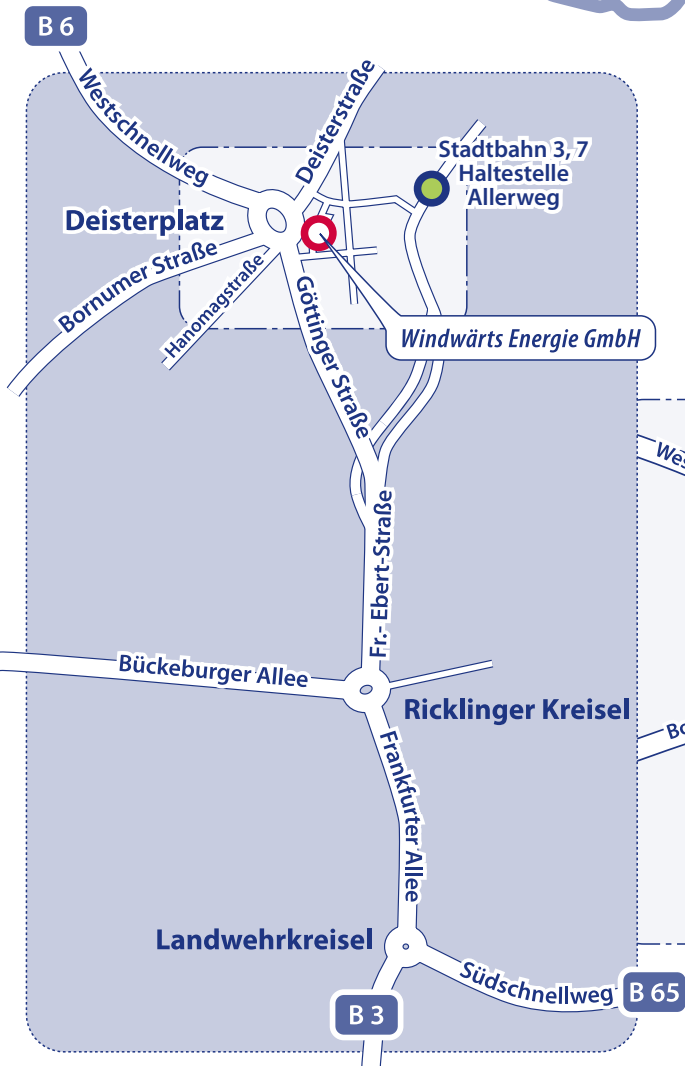 B 6
Westschnellweg
Deisterstraße
Stadtbahn 3, 7
Haltestelle
Allerweg
Deisterplatz
Bornumer Straße
Hanomagstraße
Göttinger Straße
Windwärts Energie GmbH
Fr.- Ebert-Straße
Bückeburger Allee
Ricklinger Kreisel
Frankfurter Allee
Landwehrkreisel
Südschnellweg
B 65
B 3